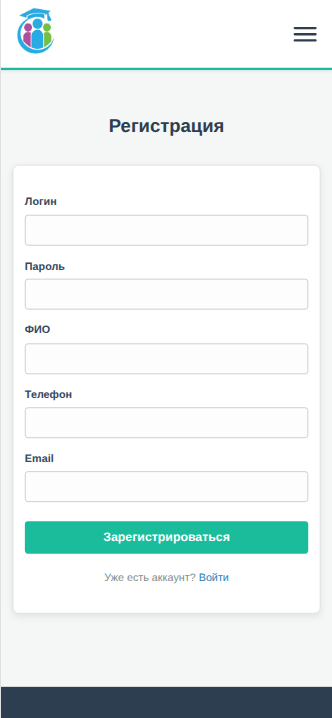 Регистрация
Логин
Пароль
ФИО
Телефон
Email
Зарегистрироваться
Уже есть аккаунт? Войти